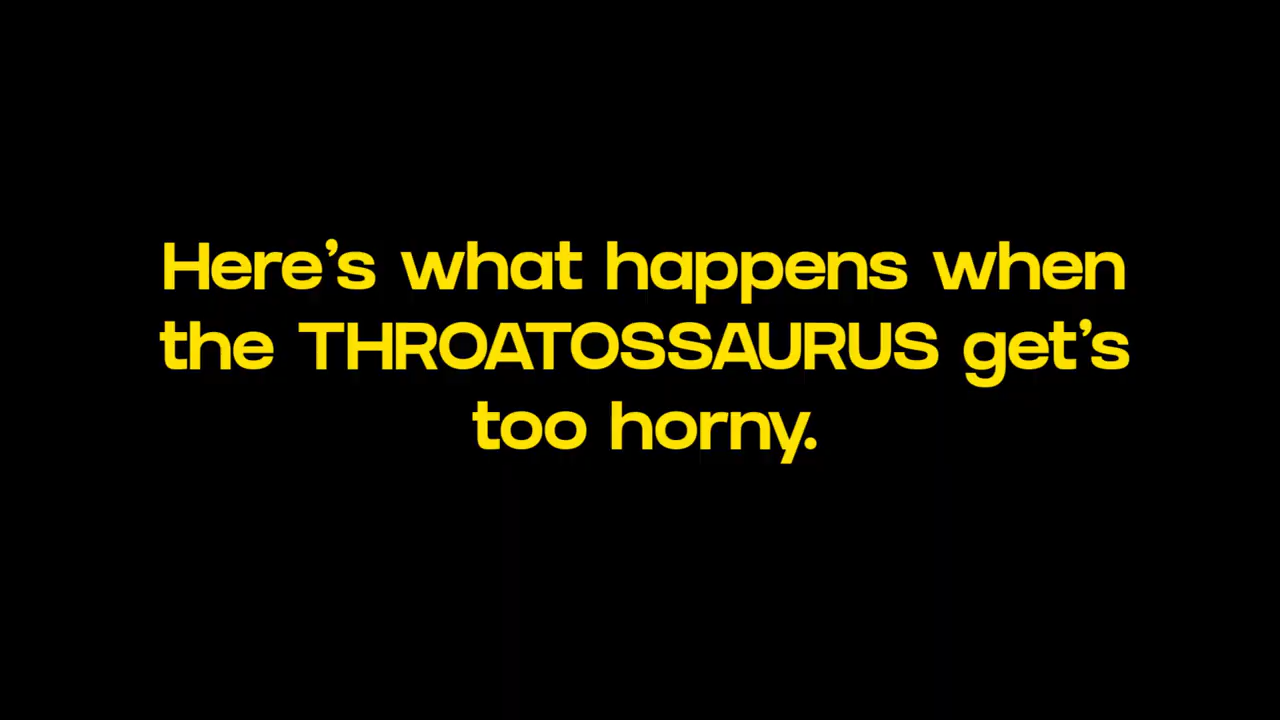 Here’s what happens when
the THROATOSSAURUS get’s
too horny.